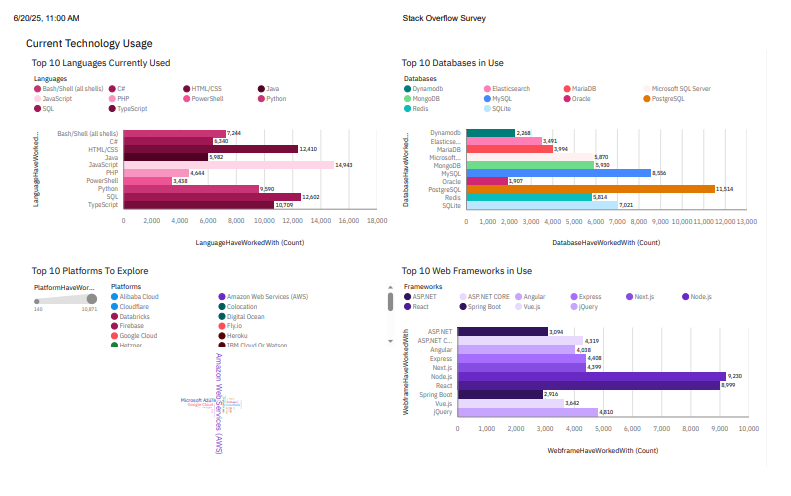 6/20/25, 11:00 AM
Stack Overflow Survey
Current Technology Usage
Top 10 Languages Currently Used
Languages
Bash/Shell (all shells)
C#
HTML/CSS
Java
JavaScript
PHP
PowerShell
Python
SQL
TypeScript
LanguageHaveWorked...
Bash/Shell (all shells) 7,244
C# 6,340
HTML/CSS 12,410
Java 5,982
JavaScript 14,943
PHP 4,644
PowerShell 3,438
Python 9,590
SQL 12,602
TypeScript 10,709
0 2,000 4,000 6,000 8,000 10,000 12,000 14,000 16,000 18,000
LanguageHaveWorkedWith (Count)
Top 10 Databases in Use
Databases
Dynamodb
Elasticsearch
MariaDB
Microsoft SQL Server
MongoDB
MySQL
Oracle
PostgreSQL
Redis
SQLite
DatabaseHaveWorked...
Dynamodb 2,268
Elasticse... 3,491
MariaDB 3,994
Microsoft... 5,870
MongoDB 5,930
MySQL 8,556
Oracle 1,907
PostgreSQL 11,514
Redis 5,814
SQLite 7,021
0 1,000 2,000 3,000 4,000 5,000 6,000 7,000 8,000 9,000 10,000 11,000 12,000 13,000
DatabaseHaveWorkedWith (Count)
Top 10 Platforms To Explore
PlatformHaveWor...
160 10,871
Platforms
Alibaba Cloud
Amazon Web Services (AWS)
Cloudflare
Colocation
Databricks
Digital Ocean
Firebase
Fly.io
Google Cloud
Heroku
Hetzner
IBM Cloud Or Watson
Amazon Web Services (AWS)
Microsoft Azure
Google Cloud
Top 10 Web Frameworks in Use
Frameworks
ASP.NET
ASP.NET CORE
Angular
Express
Next.js
Node.js
React
Spring Boot
Vue.js
jQuery
WebframeHaveWorkedWith
ASP.NET 3,094
ASP.NET C... 4,319
Angular 4,038
Express 4,408
Next.js 4,399
Node.js 9,230
React 8,999
Spring Boot 2,916
Vue.js 3,642
jQuery 4,810
0 1,000 2,000 3,000 4,000 5,000 6,000 7,000 8,000 9,000 10,000
WebframeHaveWorkedWith (Count)